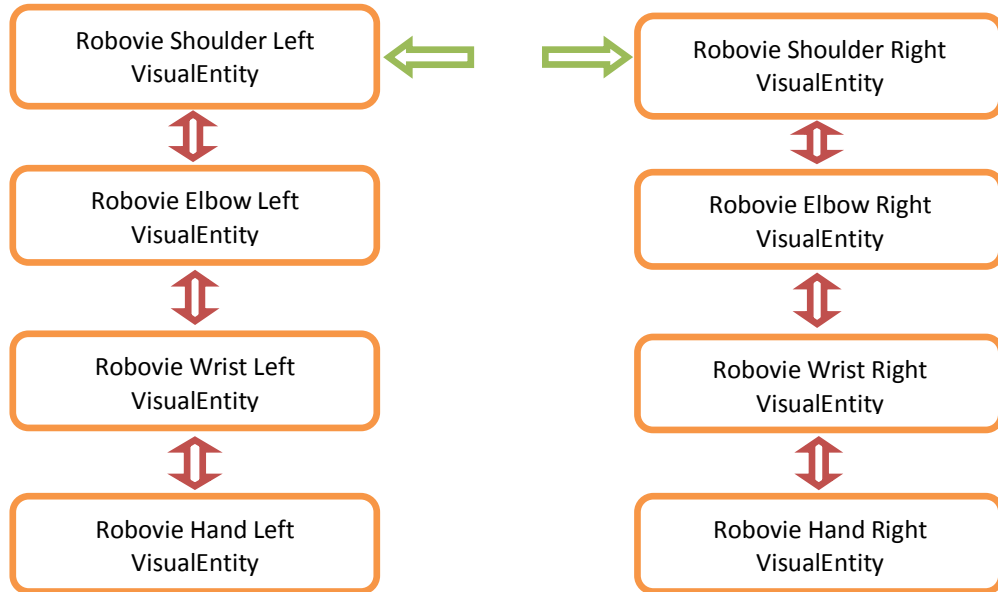 Robovie Shoulder Left
VisualEntity
Robovie Shoulder Right
VisualEntity
Robovie Elbow Left
VisualEntity
Robovie Elbow Right
VisualEntity
Robovie Wrist Left
VisualEntity
Robovie Wrist Right
VisualEntity
Robovie Hand Left
VisualEntity
Robovie Hand Right
VisualEntity